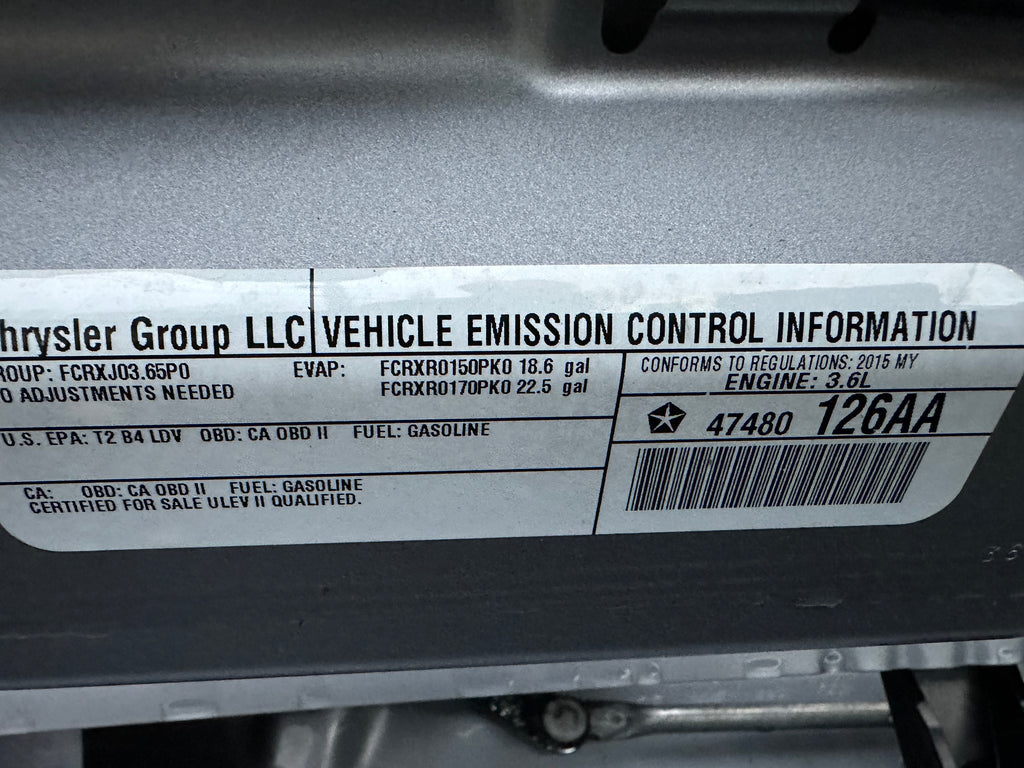 hrysler Group LLC VEHICLE EMISSION CONTROL INFORMATION
ROUP: FCRXJ03.65P0 EVAP: FCRXR0150PK0 18.6 gal
O ADJUSTMENTS NEEDED FCRXR0170PK0 22.5 gal
CONFORMS TO REGULATIONS: 2015 MY
ENGINE: 3.6L
47480 126AA
U.S. EPA: T2 B4 LDV OBD: CA OBD II FUEL: GASOLINE
CA: OBD: CA OBD II FUEL: GASOLINE
CERTIFIED FOR SALE ULEV II QUALIFIED.
36